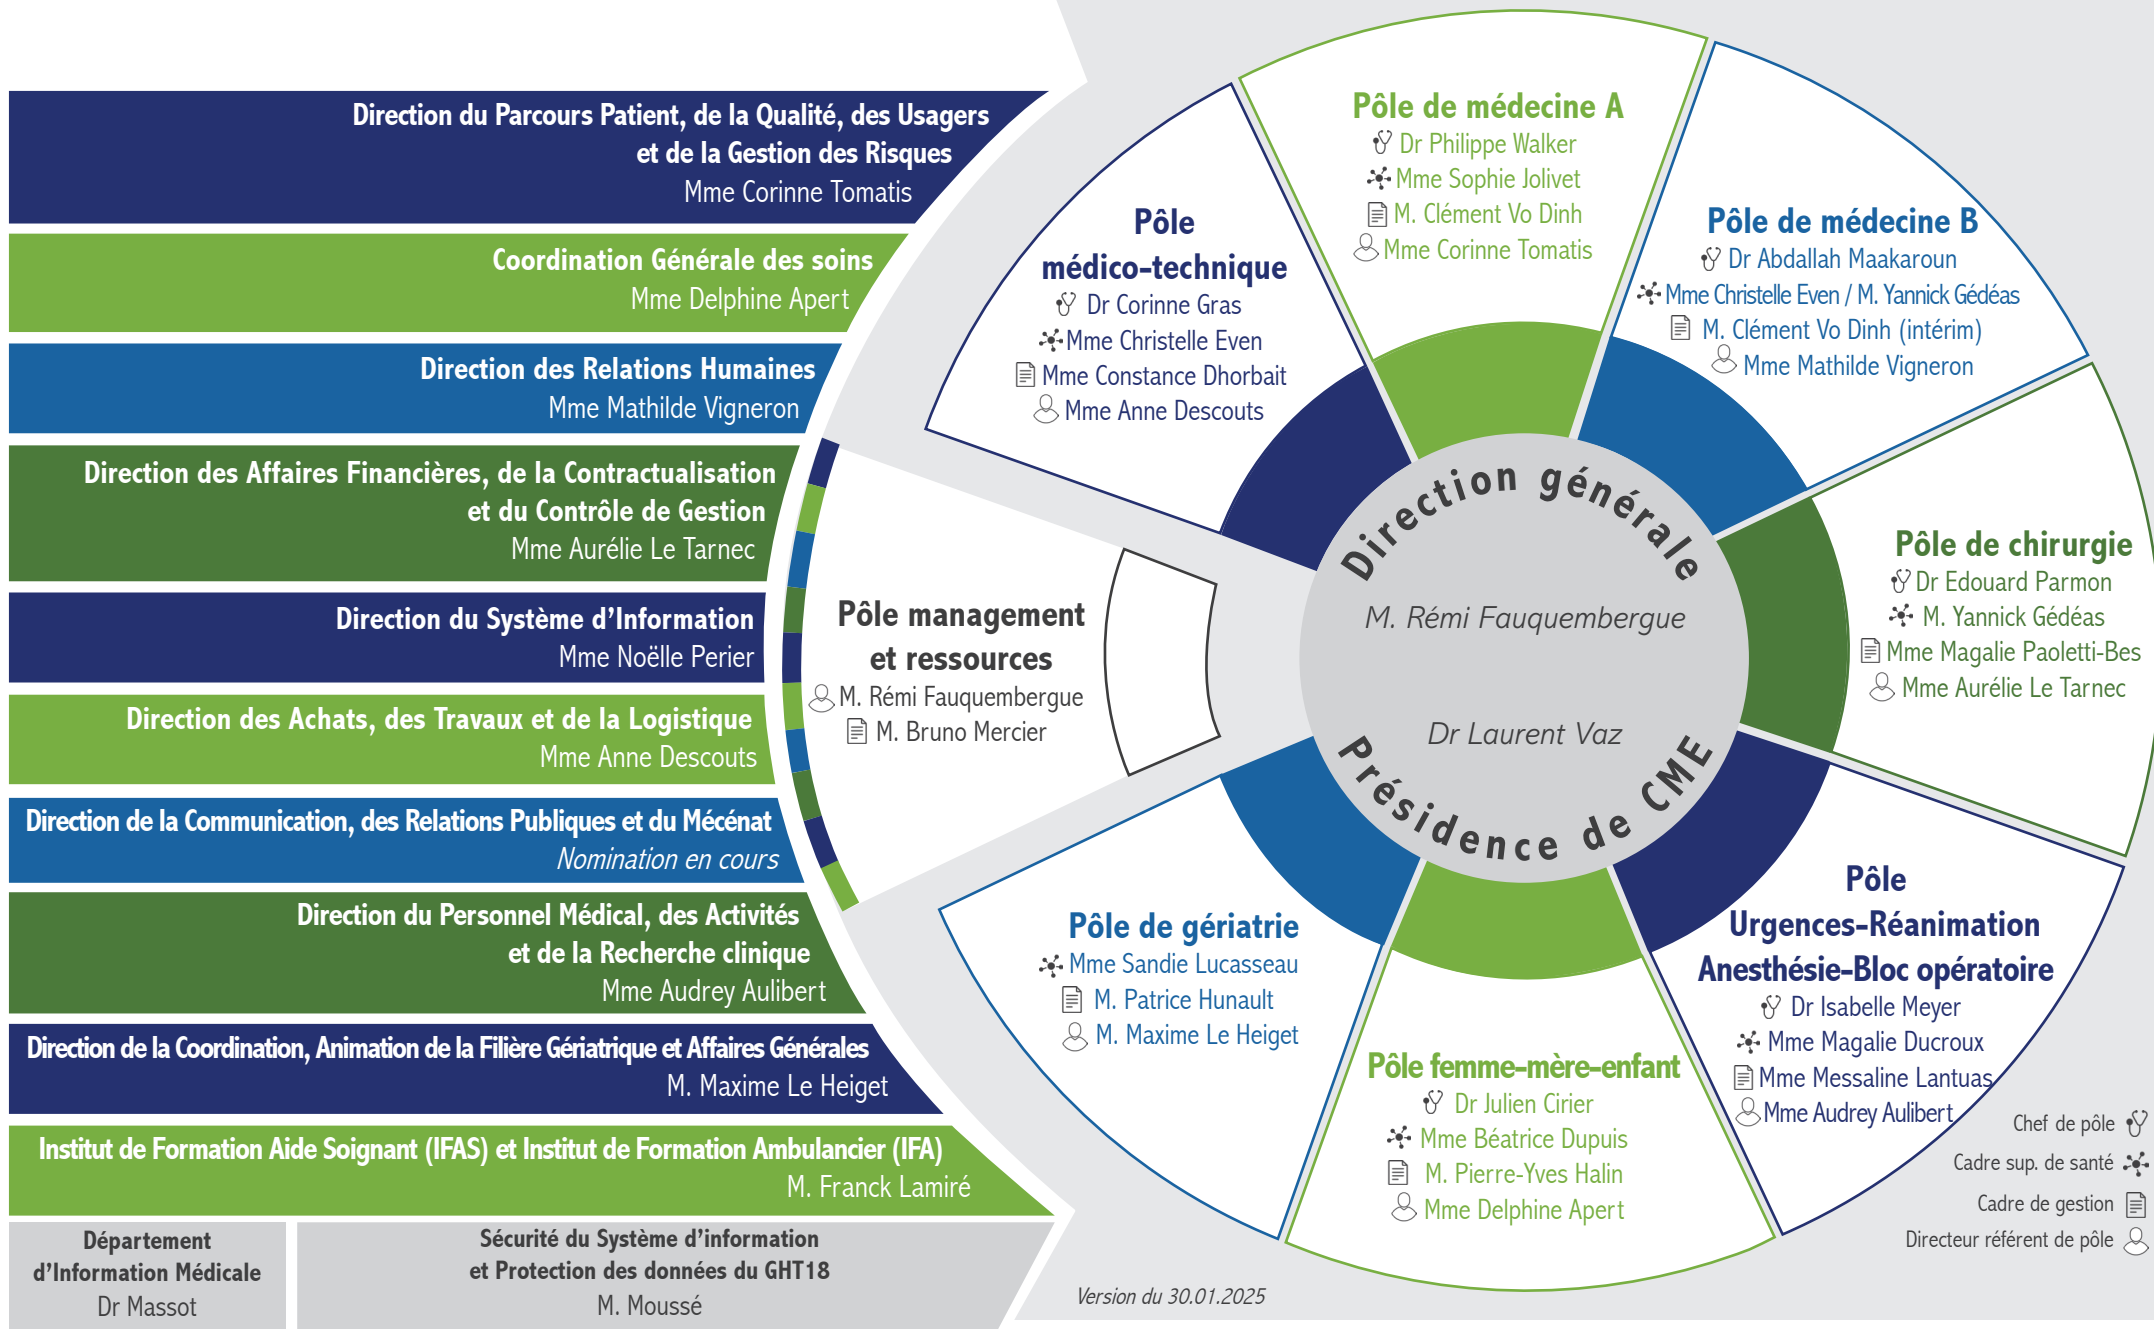 Direction du Parcours Patient, de la Qualité, des Usagers
et de la Gestion des Risques
Mme Corinne Tomatis
Coordination Générale des soins
Mme Delphine Apert
Direction des Relations Humaines
Mme Mathilde Vigneron
Direction des Affaires Financières, de la Contractualisation
et du Contrôle de Gestion
Mme Aurélie Le Tarnec
Direction du Système d’Information
Mme Noëlle Perier
Direction des Achats, des Travaux et de la Logistique
Mme Anne Descouts
Direction de la Communication, des Relations Publiques et du Mécénat
Nomination en cours
Direction du Personnel Médical, des Activités
et de la Recherche clinique
Mme Audrey Aulibert
Direction de la Coordination, Animation de la Filière Gériatrique et Affaires Générales
M. Maxime Le Heiget
Institut de Formation Aide Soignant (IFAS) et Institut de Formation Ambulancier (IFA)
M. Franck Lamiré
Département
d’Information Médicale
Dr Massot
Sécurité du Système d’information
et Protection des données du GHT18
M. Moussé
Pôle management
et ressources
M. Rémi Fauquembergue
M. Bruno Mercier
Pôle
médico-technique
Dr Corinne Gras
Mme Christelle Even
Mme Constance Dhorbait
Mme Anne Descouts
Pôle de médecine A
Dr Philippe Walker
Mme Sophie Jolivet
M. Clément Vo Dinh
Mme Corinne Tomatis
Pôle de médecine B
Dr Abdallah Maakaroun
Mme Christelle Even / M. Yannick Gédéas
M. Clément Vo Dinh (intérim)
Mme Mathilde Vigneron
Pôle de chirurgie
Dr Edouard Parmon
M. Yannick Gédéas
Mme Magalie Paoletti-Bes
Mme Aurélie Le Tarnec
Direction générale
M. Rémi Fauquembergue
Dr Laurent Vaz
Présidence de CME
Pôle
Urgences-Réanimation
Anesthésie-Bloc opératoire
Dr Isabelle Meyer
Mme Magalie Ducroux
Mme Messaline Lantuas
Mme Audrey Aulibert
Pôle femme-mère-enfant
Dr Julien Cirier
Mme Béatrice Dupuis
M. Pierre-Yves Halin
Mme Delphine Apert
Pôle de gériatrie
Mme Sandie Lucasseau
M. Patrice Hunault
M. Maxime Le Heiget
Chef de pôle
Cadre sup. de santé
Cadre de gestion
Directeur référent de pôle
Version du 30.01.2025